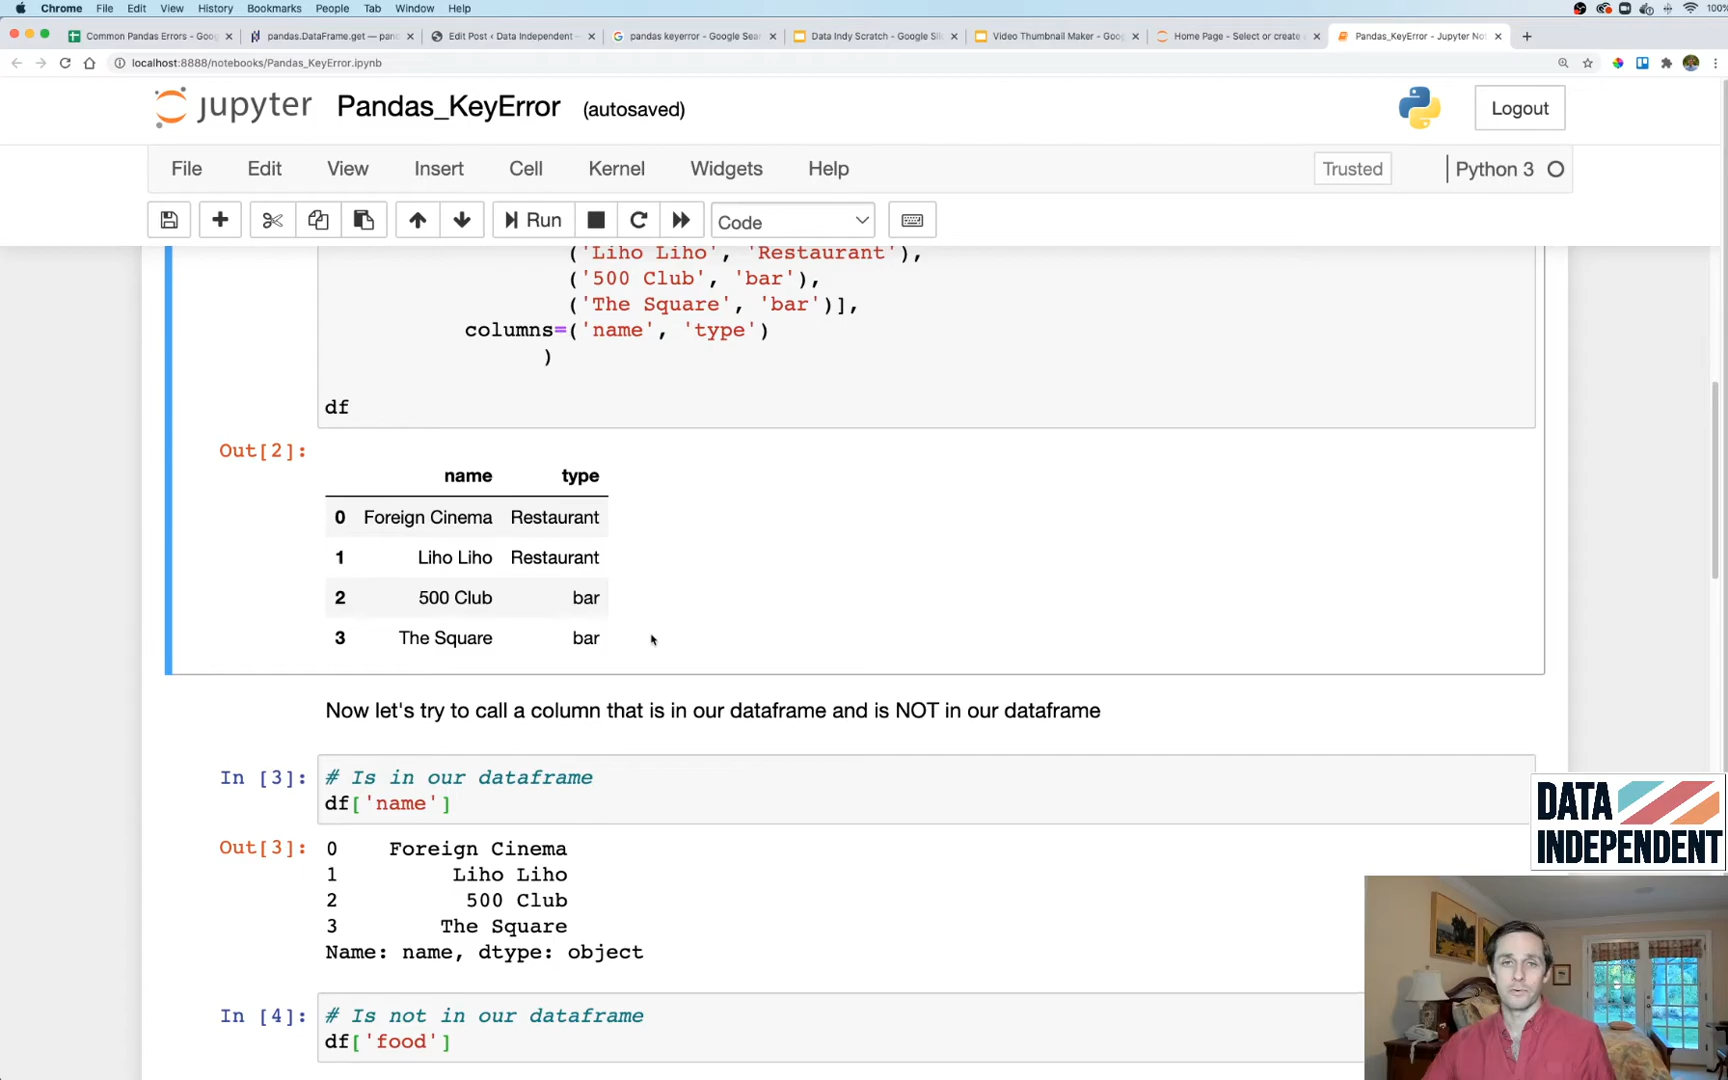 Chrome File Edit View History Bookmarks People Tab Window Help 100%
Common Pandas Errors - Goog pandas.DataFrame.get — panc Edit Post ‹ Data Independent — pandas keyerror - Google Sear Data Indy Scratch - Google Sli Video Thumbnail Maker - Goog Home Page - Select or create a Pandas_KeyError - Jupyter Not
localhost:8888/notebooks/Pandas_KeyError.ipynb
jupyter Pandas_KeyError (autosaved) Logout
File Edit View Insert Cell Kernel Widgets Help Trusted Python 3
Run Code
('Liho Liho', 'Restaurant'),
('500 Club', 'bar'),
('The Square', 'bar')],
columns=('name', 'type')
)
df
Out[2]:
name type
0 Foreign Cinema Restaurant
1 Liho Liho Restaurant
2 500 Club bar
3 The Square bar
Now let's try to call a column that is in our dataframe and is NOT in our dataframe
In [3]: # Is in our dataframe
df['name']
Out[3]: 0 Foreign Cinema
1 Liho Liho
2 500 Club
3 The Square
Name: name, dtype: object
In [4]: # Is not in our dataframe
df['food']
DATA
INDEPENDENT